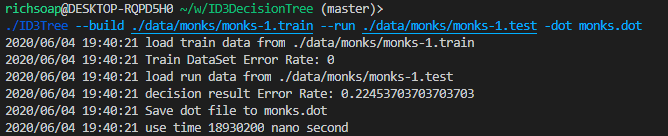 richsoap@DESKTOP-RQPD5H0 ~/w/ID3DecisionTree (master)>
./ID3Tree --build ./data/monks/monks-1.train --run ./data/monks/monks-1.test -dot monks.dot
2020/06/04 19:40:21 load train data from ./data/monks/monks-1.train
2020/06/04 19:40:21 Train DataSet Error Rate: 0
2020/06/04 19:40:21 load run data from ./data/monks/monks-1.test
2020/06/04 19:40:21 decision result Error Rate: 0.22453703703703703
2020/06/04 19:40:21 Save dot file to monks.dot
2020/06/04 19:40:21 use time 18930200 nano second